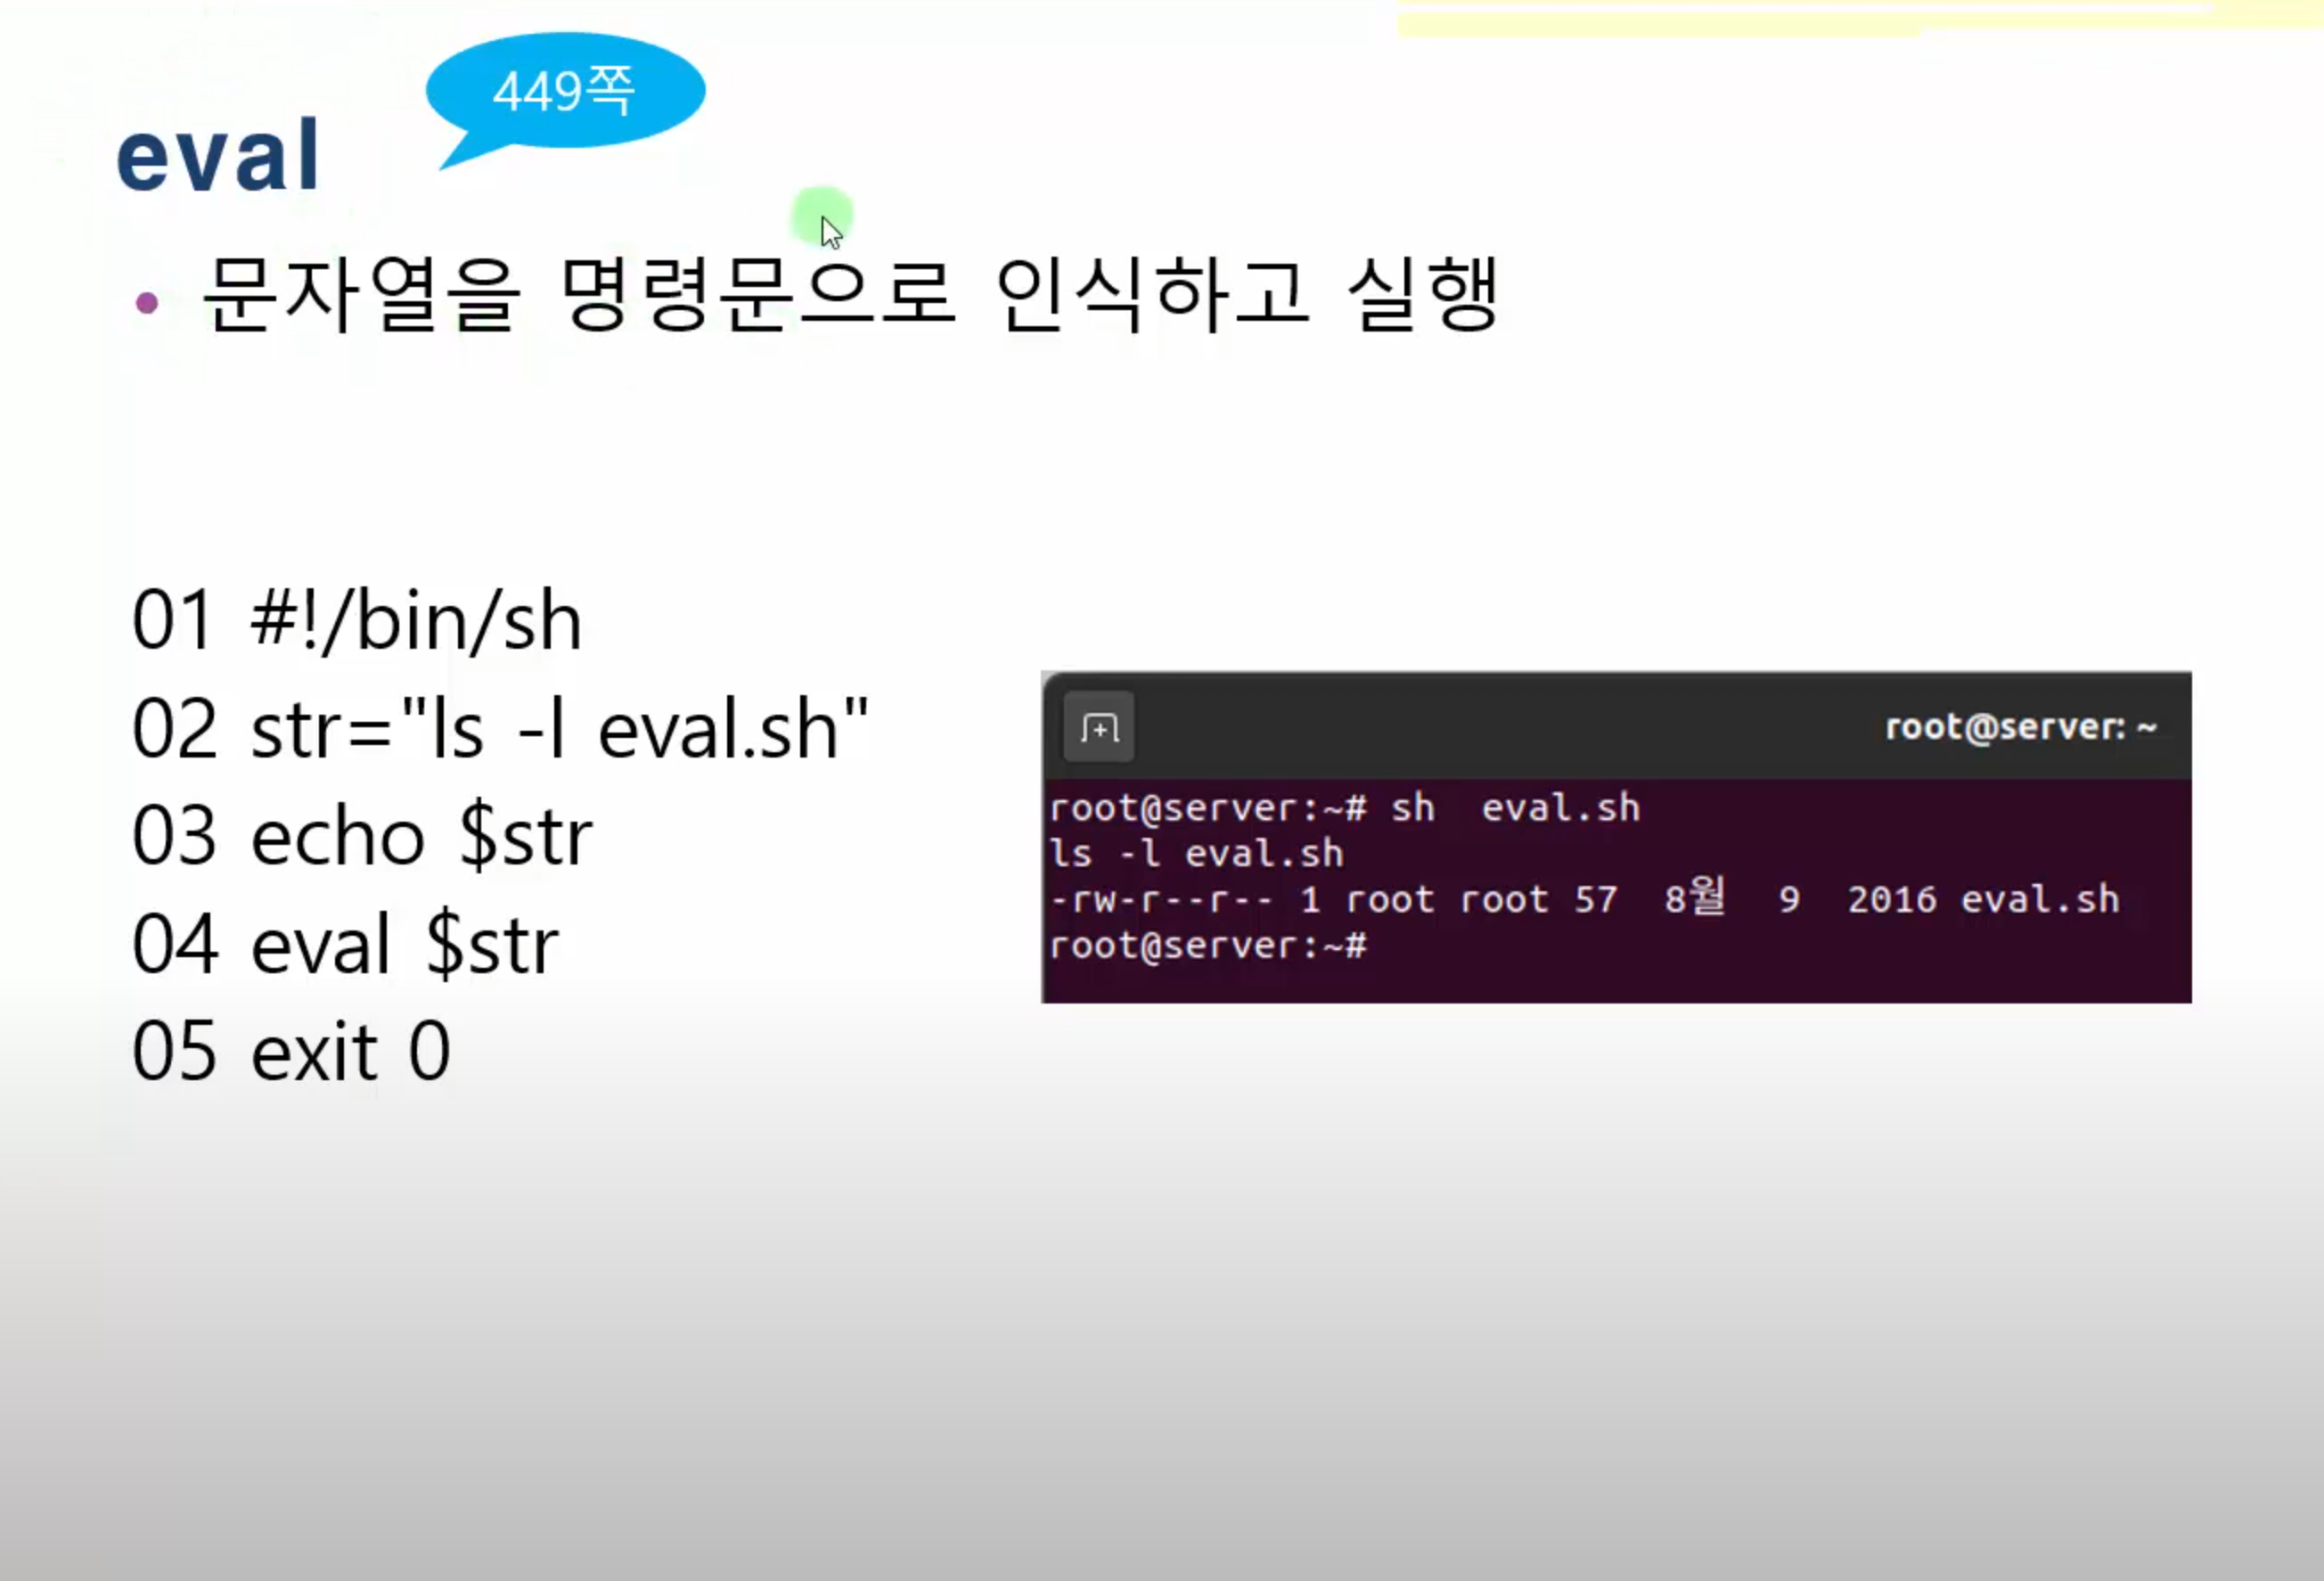 449쪽
eval
• 문자열을 명령문으로 인식하고 실행
01 #!/bin/sh
02 str="ls -l eval.sh"
03 echo $str
04 eval $str
05 exit 0
root@server: ~
root@server:~# sh  eval.sh
ls -l eval.sh
-rw-r--r-- 1 root root 57  8월  9  2016 eval.sh
root@server:~#